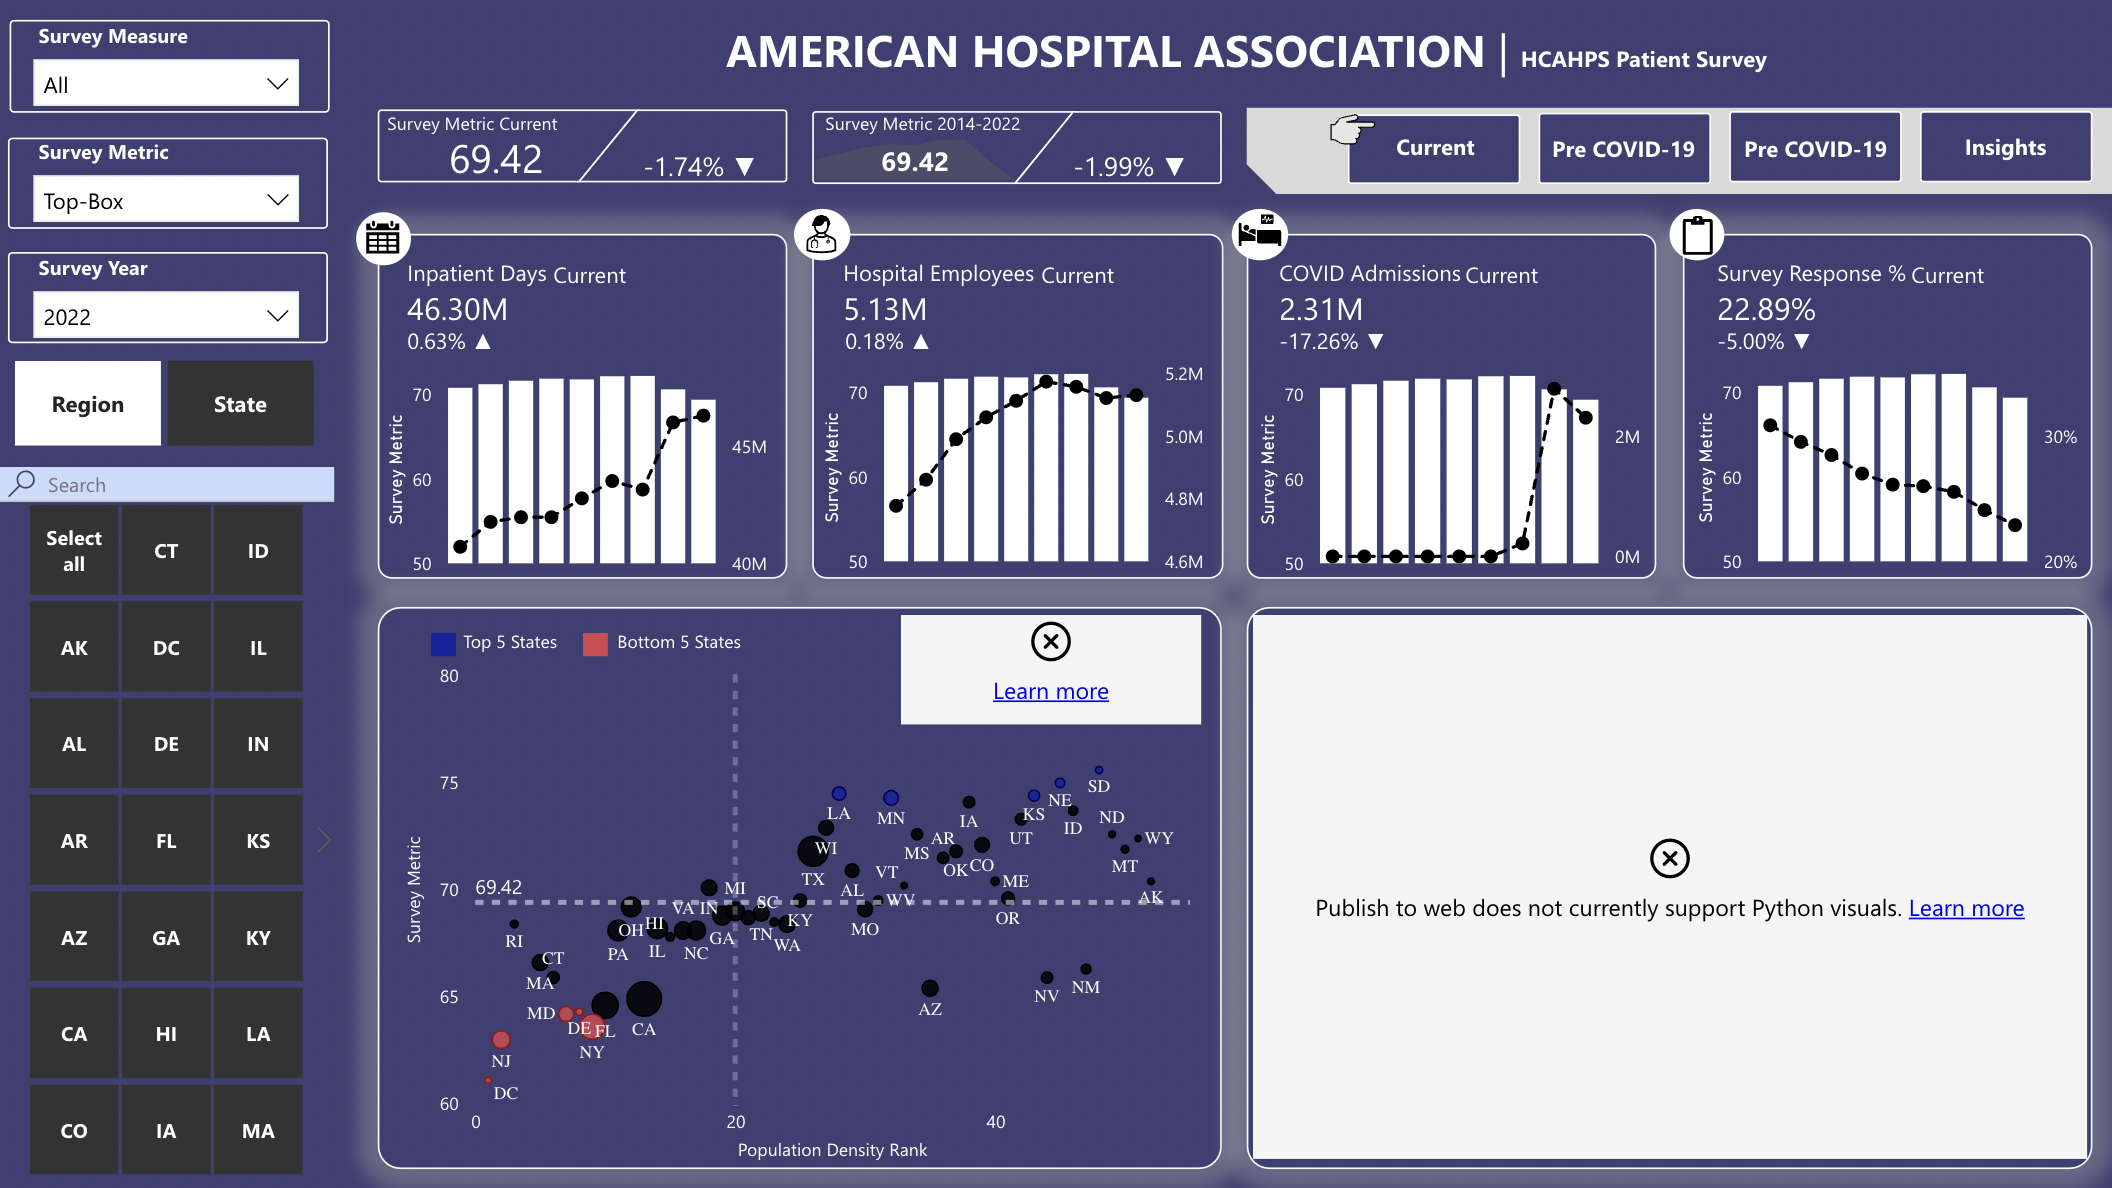 AMERICAN HOSPITAL ASSOCIATION | HCAHPS Patient Survey
Survey Measure
All
Survey Metric
Top-Box
Survey Year
2022
Region
State
Search
Select all
CT
ID
AK
DC
IL
AL
DE
IN
AR
FL
KS
AZ
GA
KY
CA
HI
LA
CO
IA
MA
Survey Metric Current
69.42
-1.74% ▼
Survey Metric 2014-2022
69.42
-1.99% ▼
Current
Pre COVID-19
Pre COVID-19
Insights
Inpatient Days Current
46.30M
0.63% ▲
Survey Metric
70
60
50
45M
40M
Hospital Employees Current
5.13M
0.18% ▲
Survey Metric
70
60
50
5.2M
5.0M
4.8M
4.6M
COVID Admissions Current
2.31M
-17.26% ▼
Survey Metric
70
60
50
2M
0M
Survey Response % Current
22.89%
-5.00% ▼
Survey Metric
70
60
50
30%
20%
Top 5 States
Bottom 5 States
Learn more
Survey Metric
80
75
70
65
60
69.42
SD
NE
KS
LA
MN
IA
ND
ID
UT
WY
AR
MS
WI
TX
VT
OK
CO
MT
AL
ME
AK
MI
WV
SC
VA
IN
KY
OR
MO
HI
OH
RI
GA
TN
WA
PA
IL
NC
CT
MA
AZ
NV
NM
MD
DE
FL
CA
NY
NJ
DC
0
20
40
Population Density Rank
Publish to web does not currently support Python visuals. Learn more